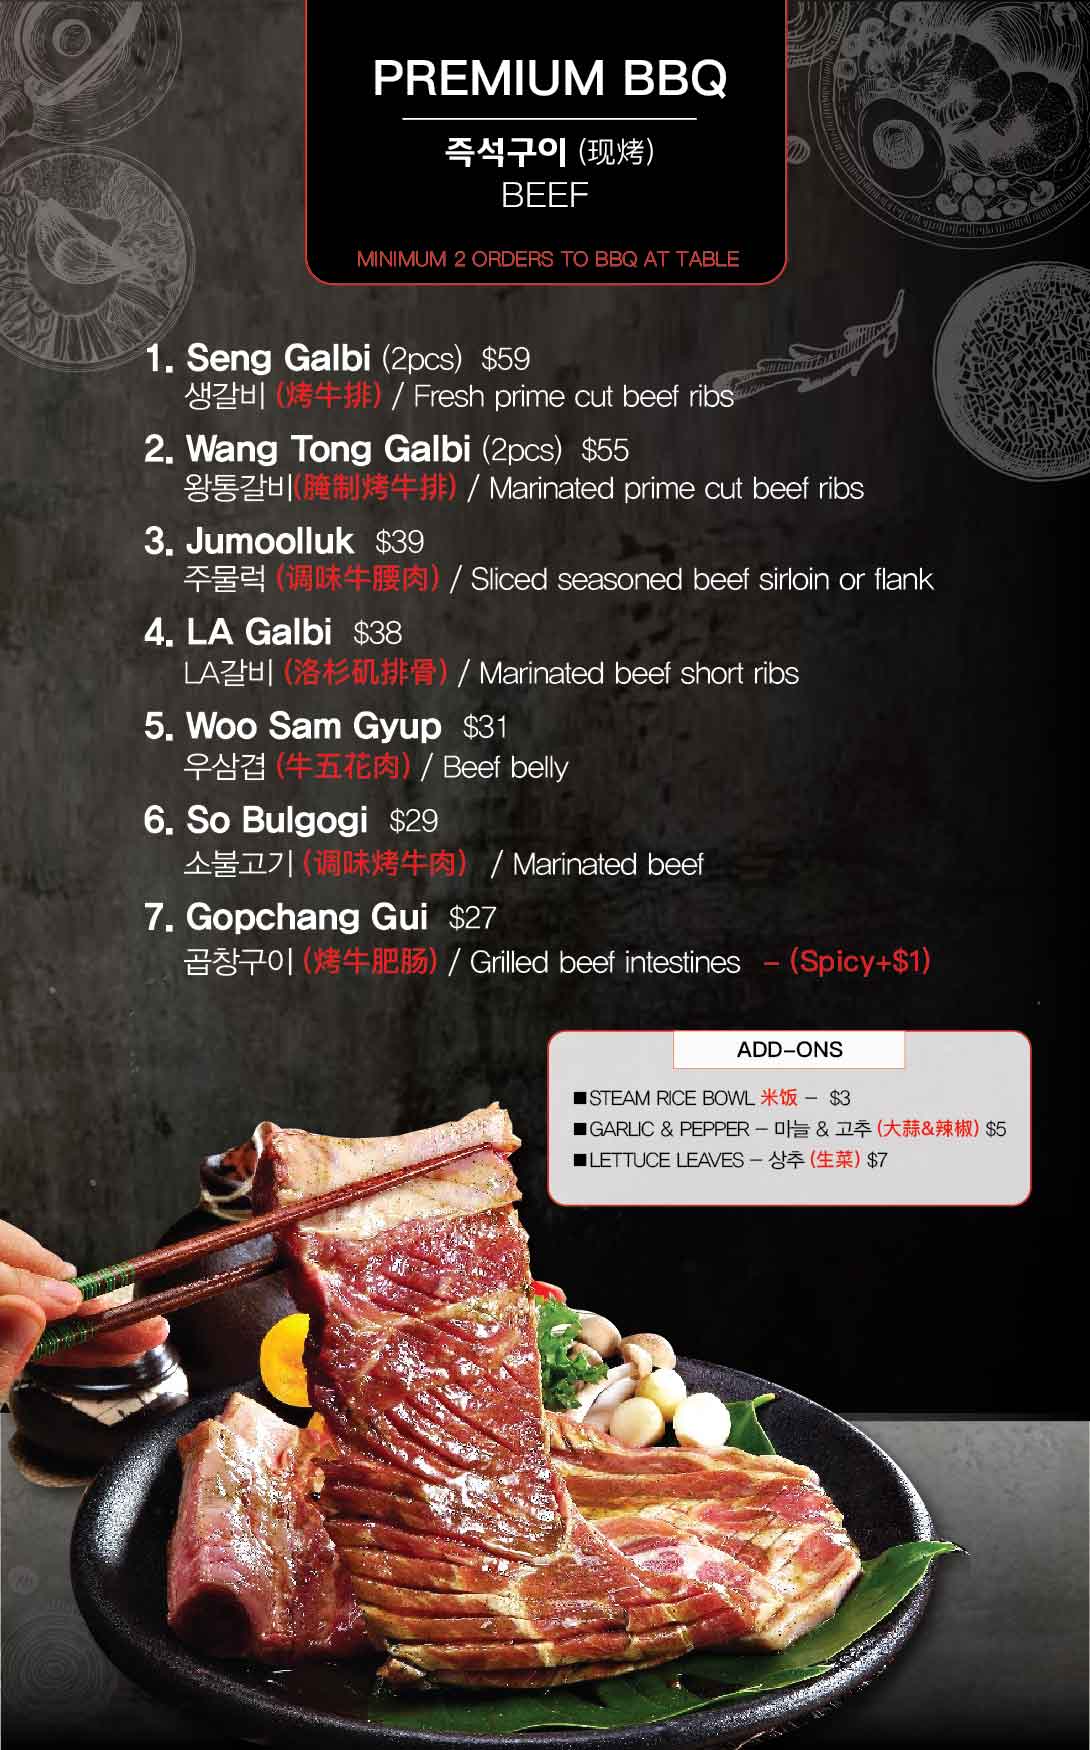 PREMIUM BBQ
즉석구이 (现烤)
BEEF
MINIMUM 2 ORDERS TO BBQ AT TABLE
1. Seng Galbi (2pcs) $59
생갈비 (烤牛排) / Fresh prime cut beef ribs
2. Wang Tong Galbi (2pcs) $55
왕통갈비(腌制烤牛排) / Marinated prime cut beef ribs
3. Jumoolluk $39
주물럭 (调味牛腰肉) / Sliced seasoned beef sirloin or flank
4. LA Galbi $38
LA갈비 (洛杉矶排骨) / Marinated beef short ribs
5. Woo Sam Gyup $31
우삼겹 (牛五花肉) / Beef belly
6. So Bulgogi $29
소불고기 (调味烤牛肉) / Marinated beef
7. Gopchang Gui $27
곱창구이 (烤牛肥肠) / Grilled beef intestines – (Spicy+$1)
ADD-ONS
■ STEAM RICE BOWL 米饭 – $3
■ GARLIC & PEPPER – 마늘 & 고추 (大蒜&辣椒) $5
■ LETTUCE LEAVES – 상추 (生菜) $7